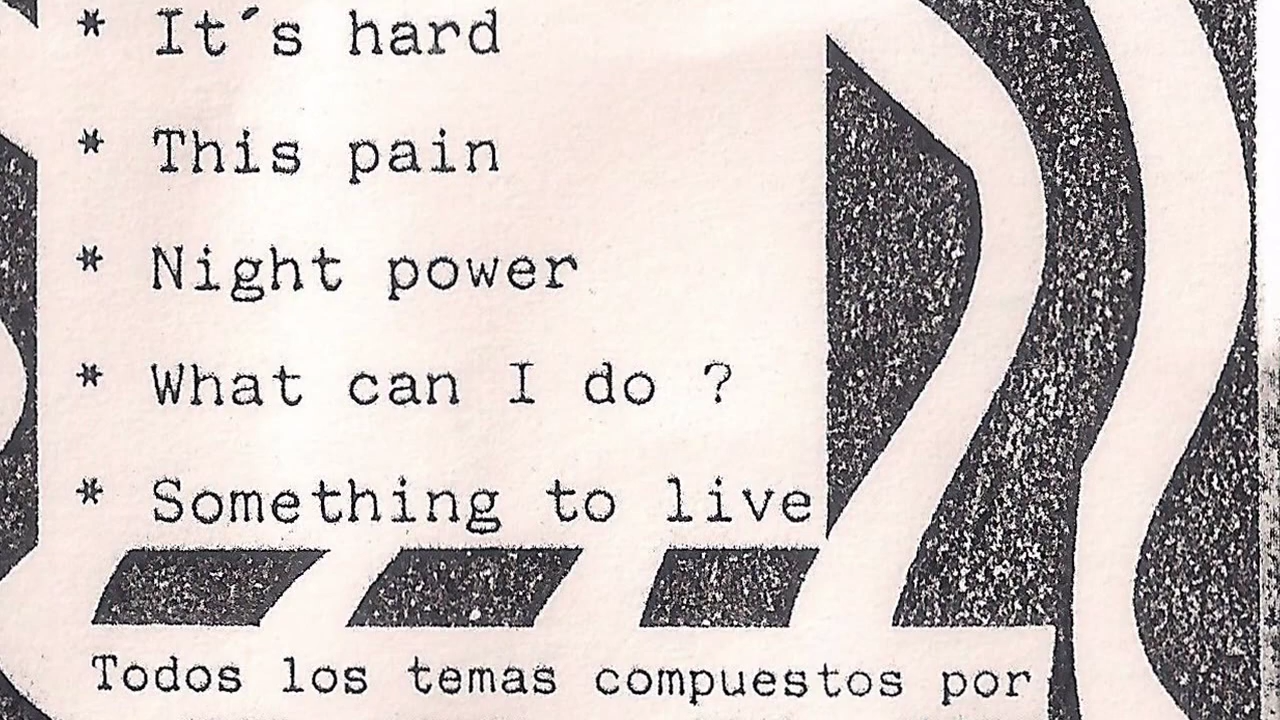 * It´s hard
* This pain
* Night power
* What can I do ?
* Something to live
Todos los temas compuestos por